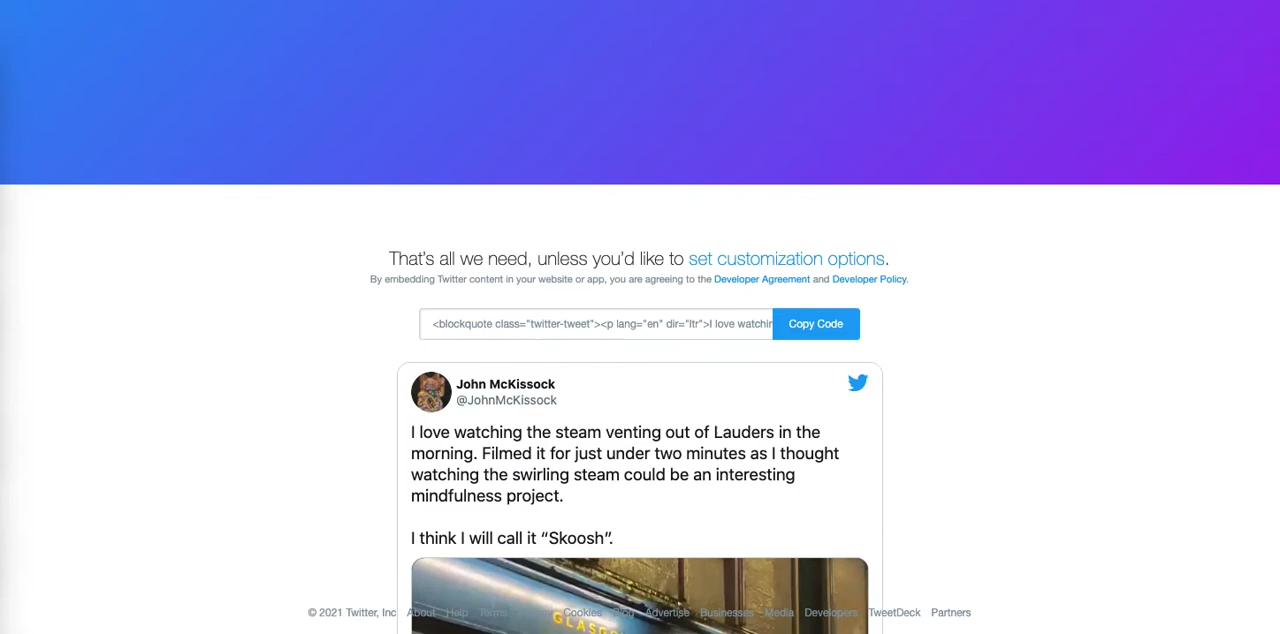 That's all we need, unless you'd like to set customization options.
By embedding Twitter content in your website or app, you are agreeing to the Developer Agreement and Developer Policy.
<blockquote class="twitter-tweet"><p lang="en" dir="ltr">I love watchin
Copy Code
John McKissock
@JohnMcKissock
I love watching the steam venting out of Lauders in the
morning. Filmed it for just under two minutes as I thought
watching the swirling steam could be an interesting
mindfulness project.
I think I will call it “Skoosh”.
© 2021 Twitter, Inc About Help Terms Cookies Blog Advertise Businesses Media Developers TweetDeck Partners